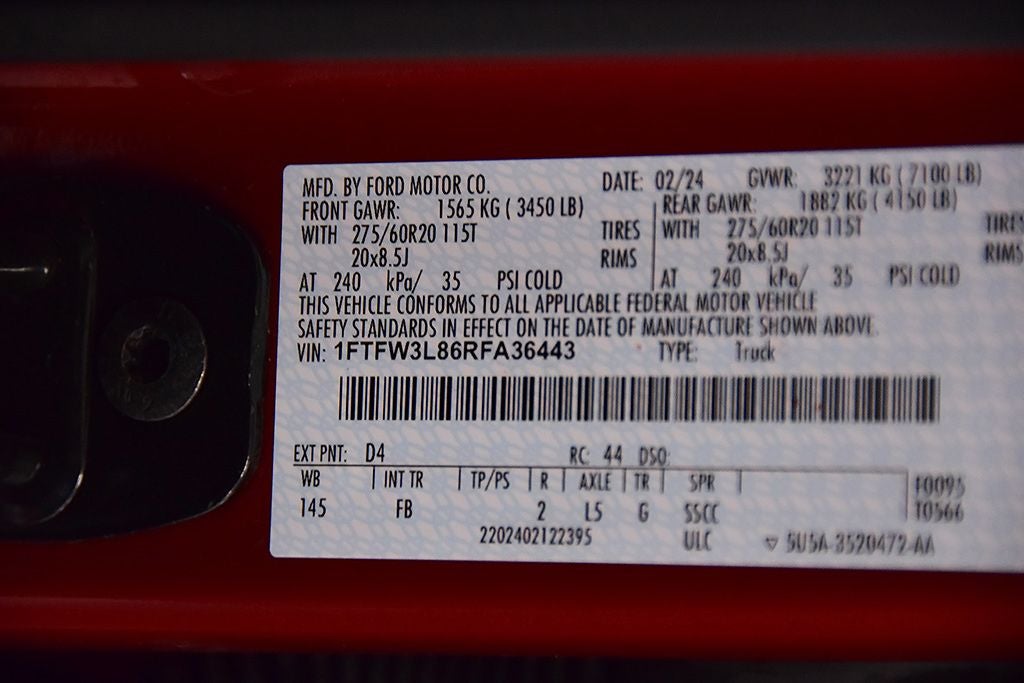 MFD. BY FORD MOTOR CO. DATE: 02/24 GVWR: 3221 KG ( 7100 LB)
FRONT GAWR: 1565 KG ( 3450 LB) REAR GAWR: 1882 KG ( 4150 LB)
WITH 275/60R20 115T TIRES WITH 275/60R20 115T TIRES
20x8.5J RIMS 20x8.5J RIMS
AT 240 kPa/ 35 PSI COLD AT 240 kPa/ 35 PSI COLD
THIS VEHICLE CONFORMS TO ALL APPLICABLE FEDERAL MOTOR VEHICLE
SAFETY STANDARDS IN EFFECT ON THE DATE OF MANUFACTURE SHOWN ABOVE.
VIN: 1FTFW3L86RFA36443 TYPE: Truck
EXT PNT: D4 RC: 44 DSO:
WB INT TR TP/PS R AXLE TR SPR F0095
145 FB 2 L5 G SSCC T0566
2202402122395 ULC ▽ 5U5A-3520472-AA